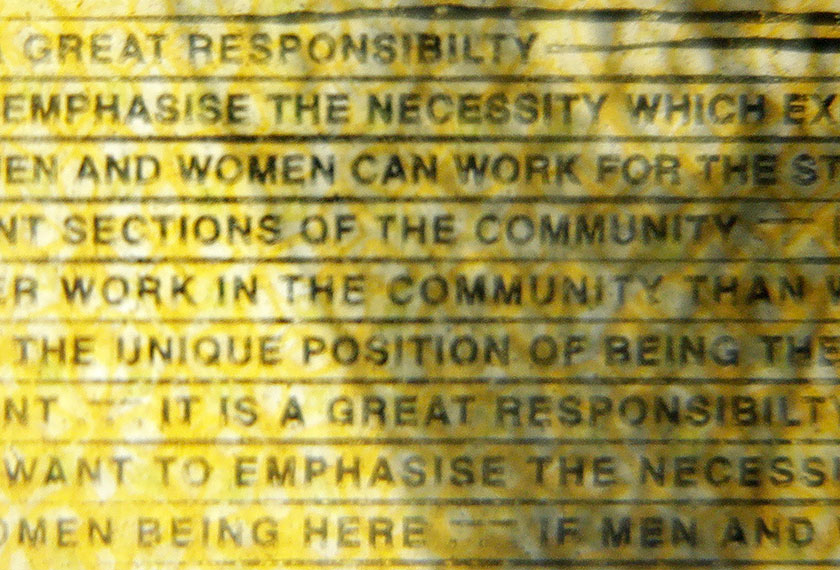 A GREAT RESPONSIBILTY
EMPHASISE THE NECESSITY WHICH EX
EN AND WOMEN CAN WORK FOR THE ST
NT SECTIONS OF THE COMMUNITY
ER WORK IN THE COMMUNITY THAN
THE UNIQUE POSITION OF BEING THE
NT IT IS A GREAT RESPONSIBILT
WANT TO EMPHASISE THE NECESSI
OMEN BEING HERE IF MEN AND